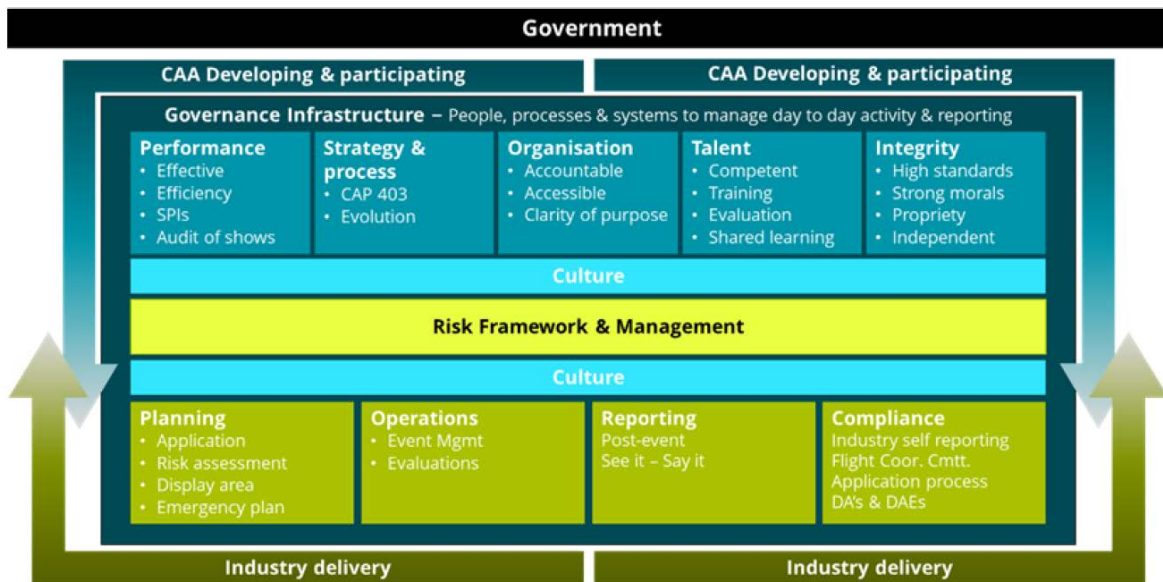 Government
CAA Developing & participating
CAA Developing & participating
Governance Infrastructure – People, processes & systems to manage day to day activity & reporting
Performance
• Effective
• Efficiency
• SPIs
• Audit of shows
Strategy &
process
• CAP 403
• Evolution
Organisation
• Accountable
• Accessible
• Clarity of purpose
Talent
• Competent
• Training
• Evaluation
• Shared learning
Integrity
• High standards
• Strong morals
• Propriety
• Independent
Culture
Risk Framework & Management
Culture
Planning
• Application
• Risk assessment
• Display area
• Emergency plan
Operations
• Event Mgmt
• Evaluations
Reporting
Post-event
See it – Say it
Compliance
Industry self reporting
Flight Coor. Cmtt.
Application process
DA's & DAEs
Industry delivery
Industry delivery